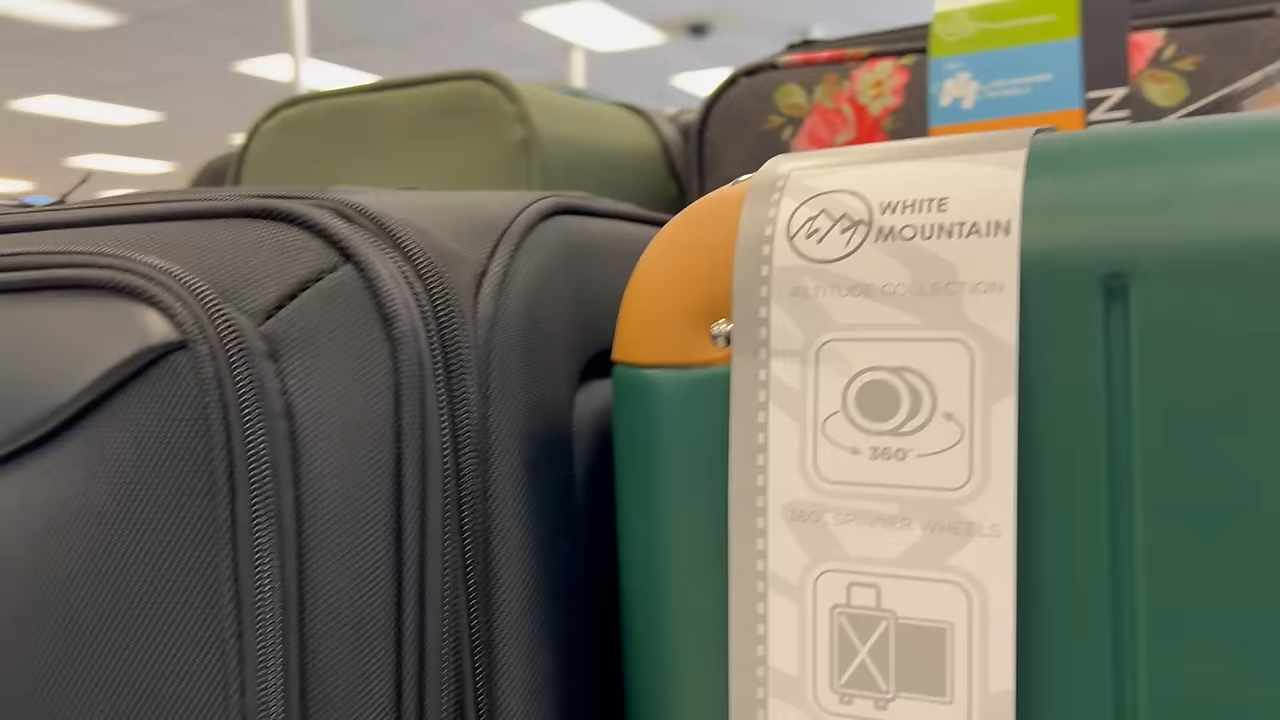 WHITE
MOUNTAIN
ALTITUDE COLLECTION
360°
360° SPINNER WHEELS